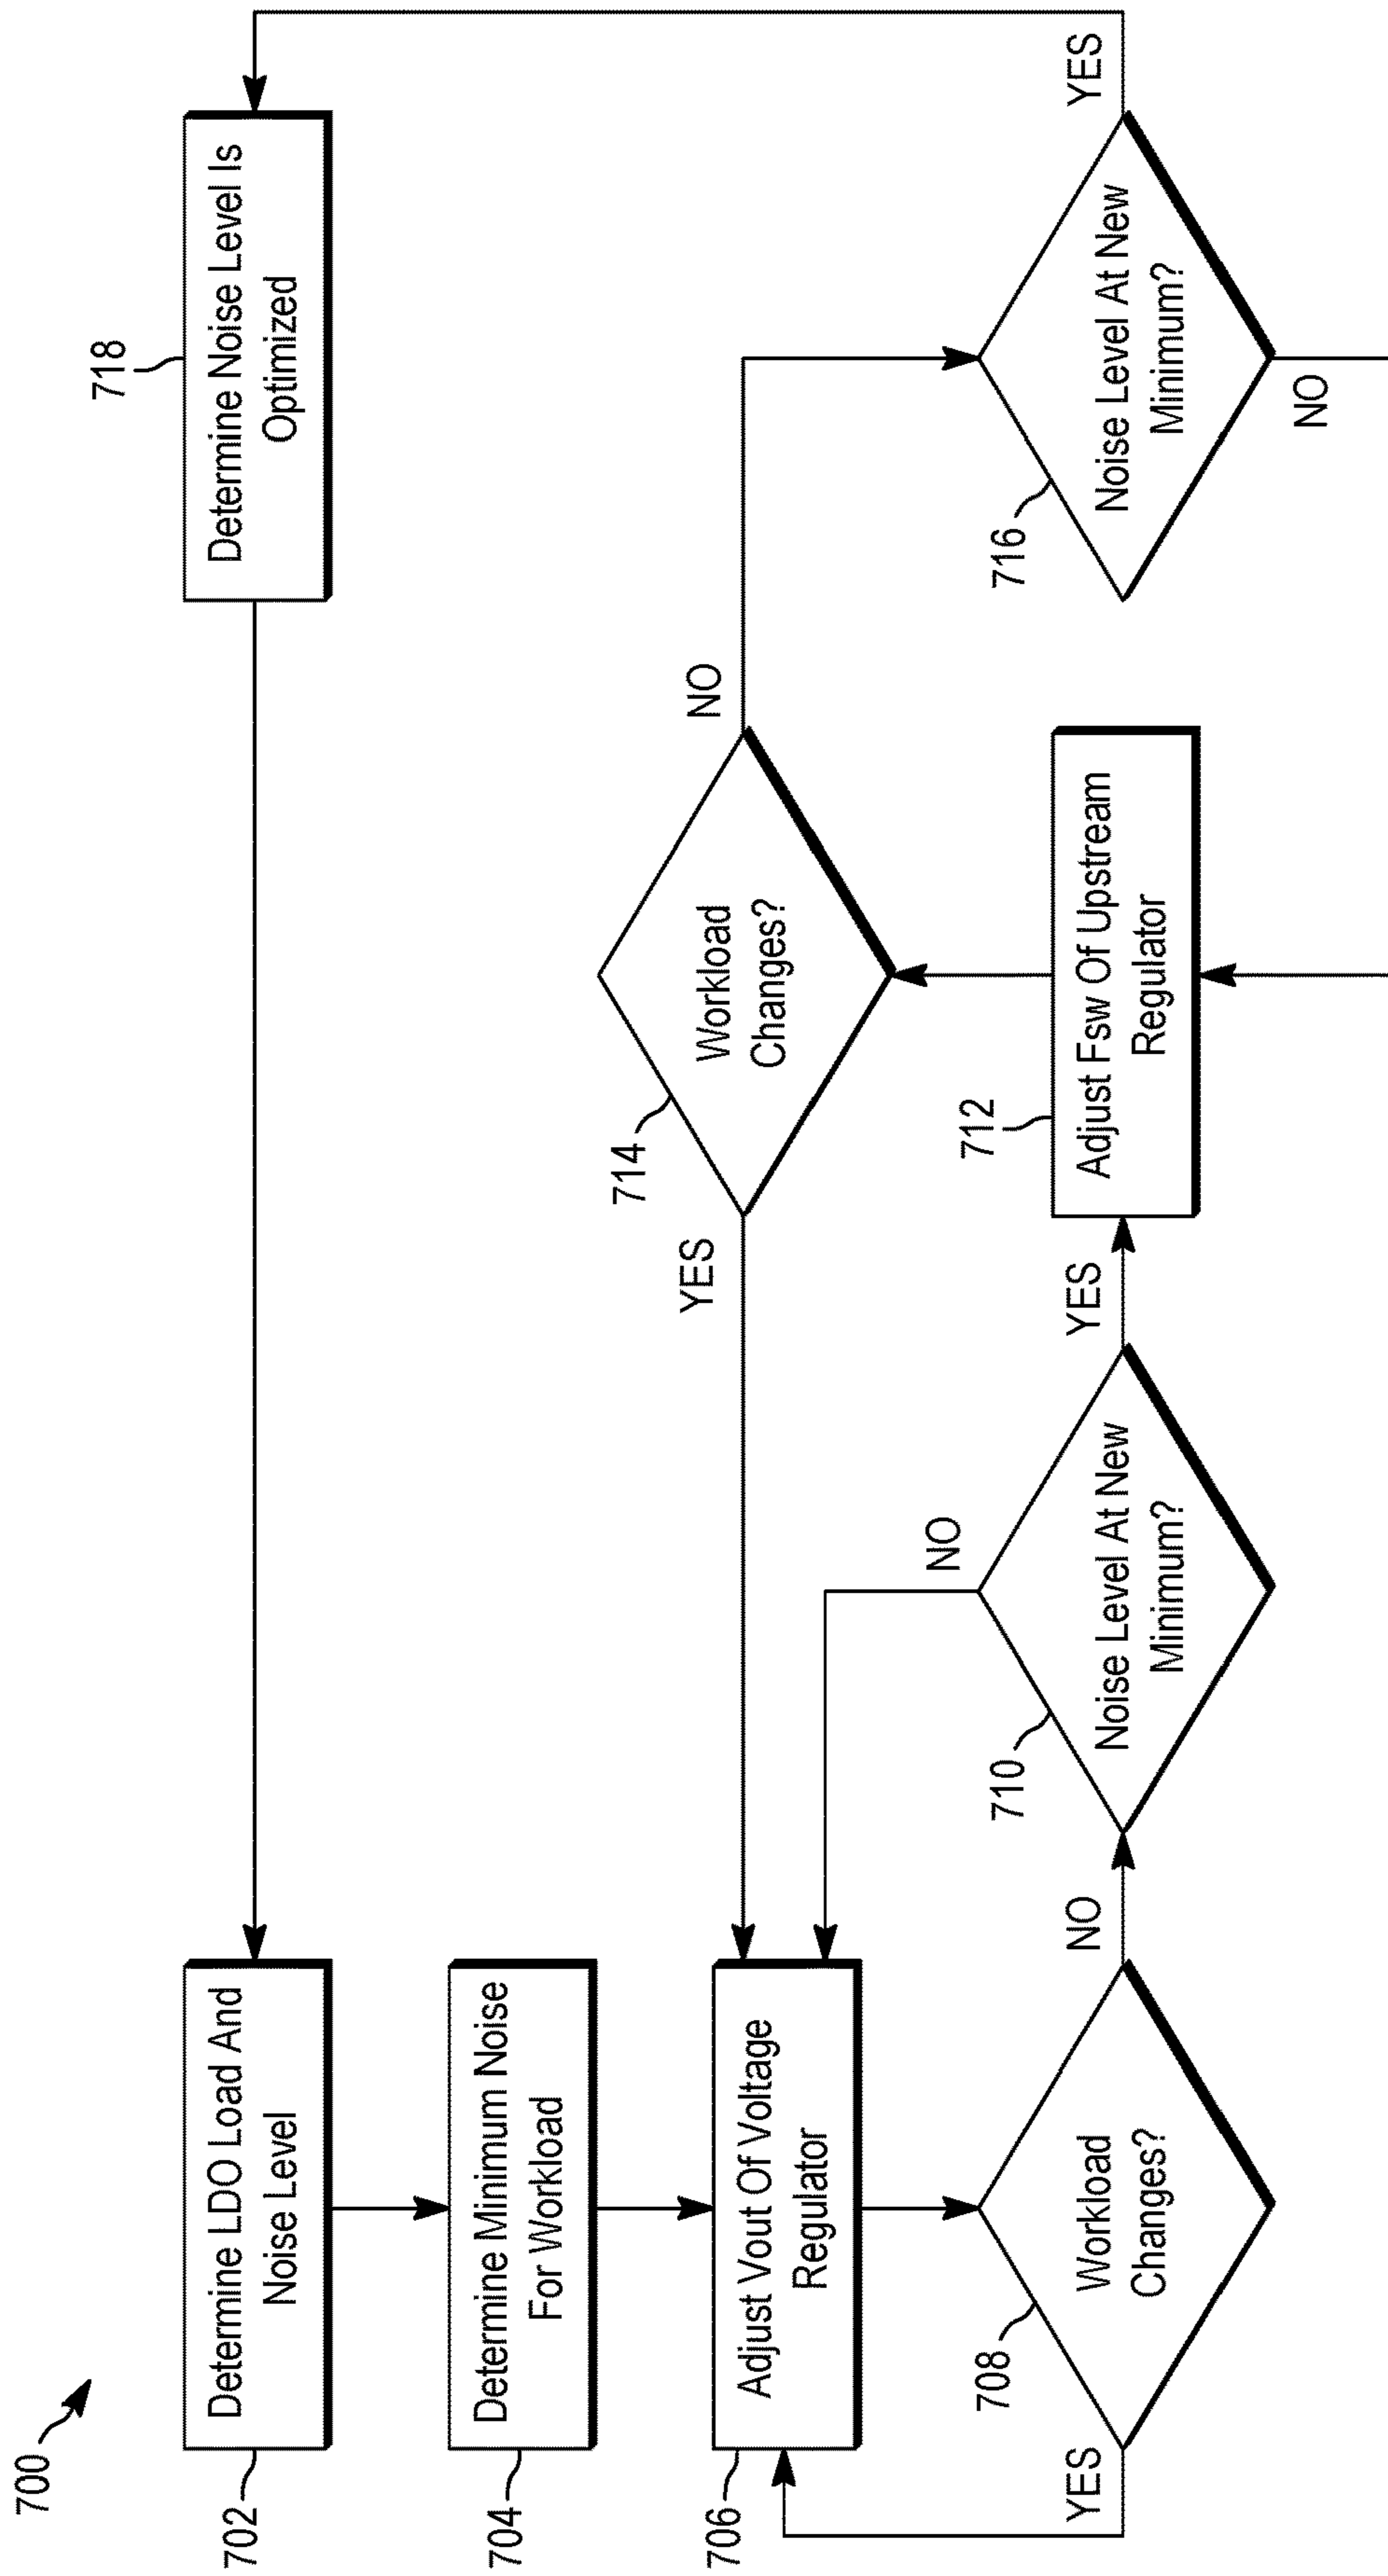 700
702
Determine LDO Load And
Noise Level
704
Determine Minimum Noise
For Workload
706
Adjust Vout Of Voltage
Regulator
708
Workload
Changes?
YES
NO
710
Noise Level At New
Minimum?
NO
YES
712
Adjust Fsw Of Upstream
Regulator
714
Workload
Changes?
YES
NO
716
Noise Level At New
Minimum?
NO
YES
718
Determine Noise Level Is
Optimized